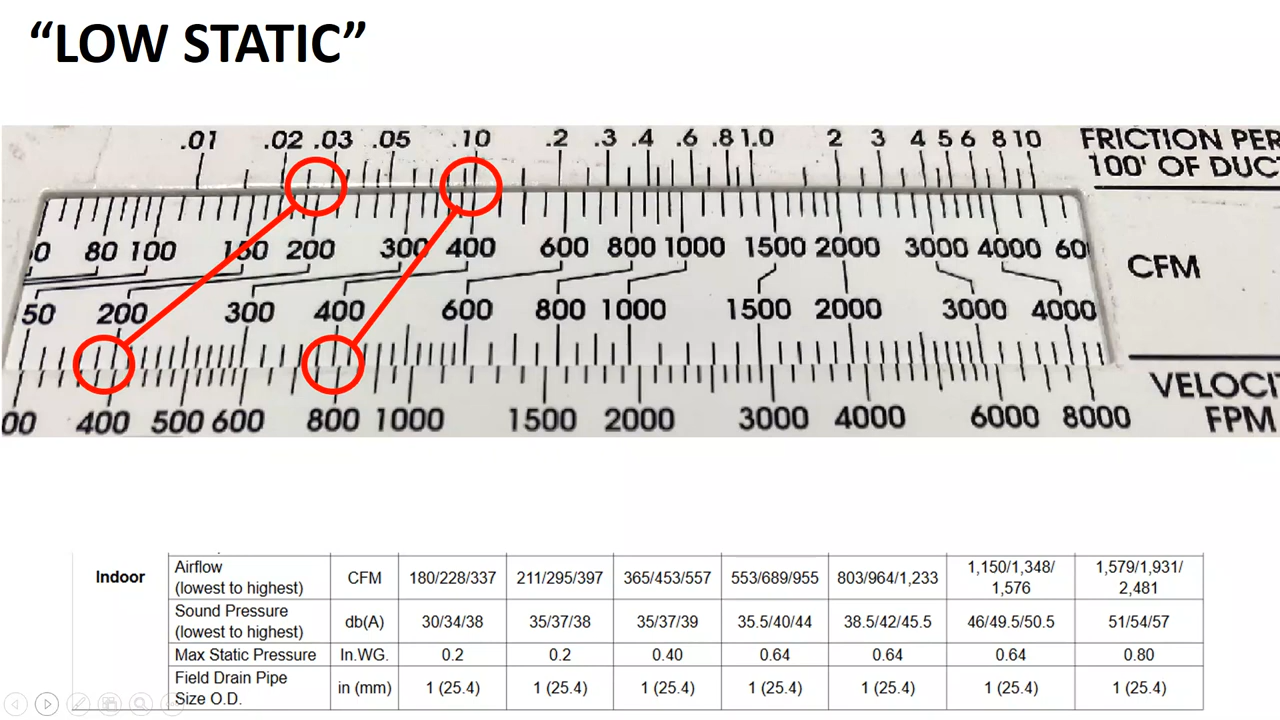 “LOW STATIC”
.01 .02 .03 .05 .10 .2 .3 .4 .6 .8 1.0 2 3 4 5 6 8 10 FRICTION PER
100' OF DUCT
0 80 100 150 200 300 400 600 800 1000 1500 2000 3000 4000 60
CFM
50 200 300 400 600 800 1000 1500 2000 3000 4000
VELOCI
00 400 500 600 800 1000 1500 2000 3000 4000 6000 8000 FPM
Indoor
Airflow
(lowest to highest) CFM 180/228/337 211/295/397 365/453/557 553/689/955 803/964/1,233 1,150/1,348/
1,576 1,579/1,931/
2,481
Sound Pressure
(lowest to highest) db(A) 30/34/38 35/37/38 35/37/39 35.5/40/44 38.5/42/45.5 46/49.5/50.5 51/54/57
Max Static Pressure In.WG. 0.2 0.2 0.40 0.64 0.64 0.64 0.80
Field Drain Pipe
Size O.D. in (mm) 1 (25.4) 1 (25.4) 1 (25.4) 1 (25.4) 1 (25.4) 1 (25.4) 1 (25.4)